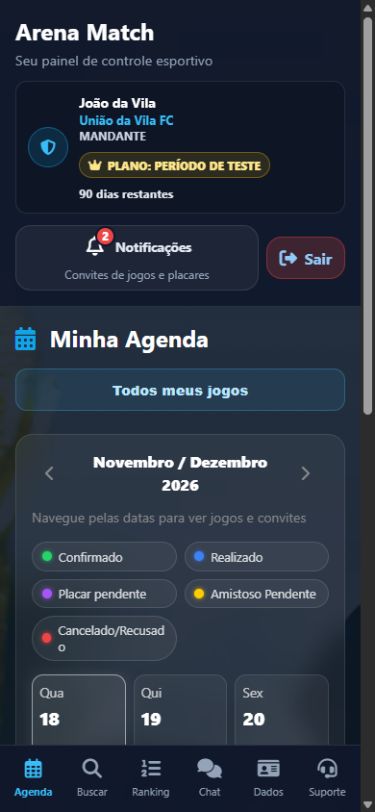 Arena Match
Seu painel de controle esportivo
João da Vila
União da Vila FC
MANDANTE
PLANO: PERÍODO DE TESTE
90 dias restantes
2
Notificações
Convites de jogos e placares
Sair
Minha Agenda
Todos meus jogos
Novembro / Dezembro
2026
Navegue pelas datas para ver jogos e convites
Confirmado
Realizado
Placar pendente
Amistoso Pendente
Cancelado/Recusad
o
Qua
18
Qui
19
Sex
20
Agenda
Buscar
Ranking
Chat
Dados
Suporte